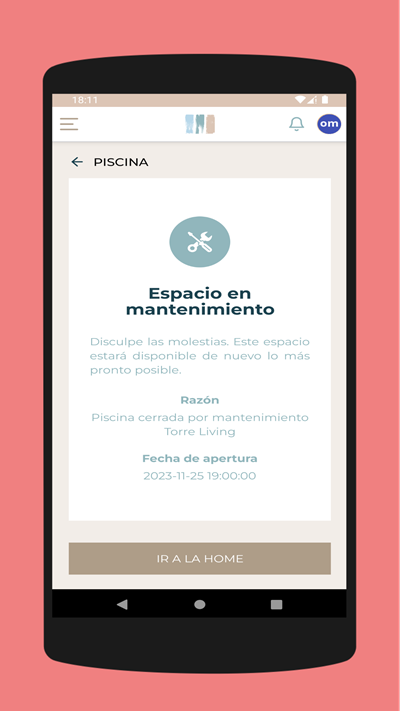 18:11
om
PISCINA
Espacio en
mantenimiento
Disculpe las molestias. Este espacio
estará disponible de nuevo lo más
pronto posible.
Razón
Piscina cerrada por mantenimiento
Torre Living
Fecha de apertura
2023-11-25 19:00:00
IR A LA HOME